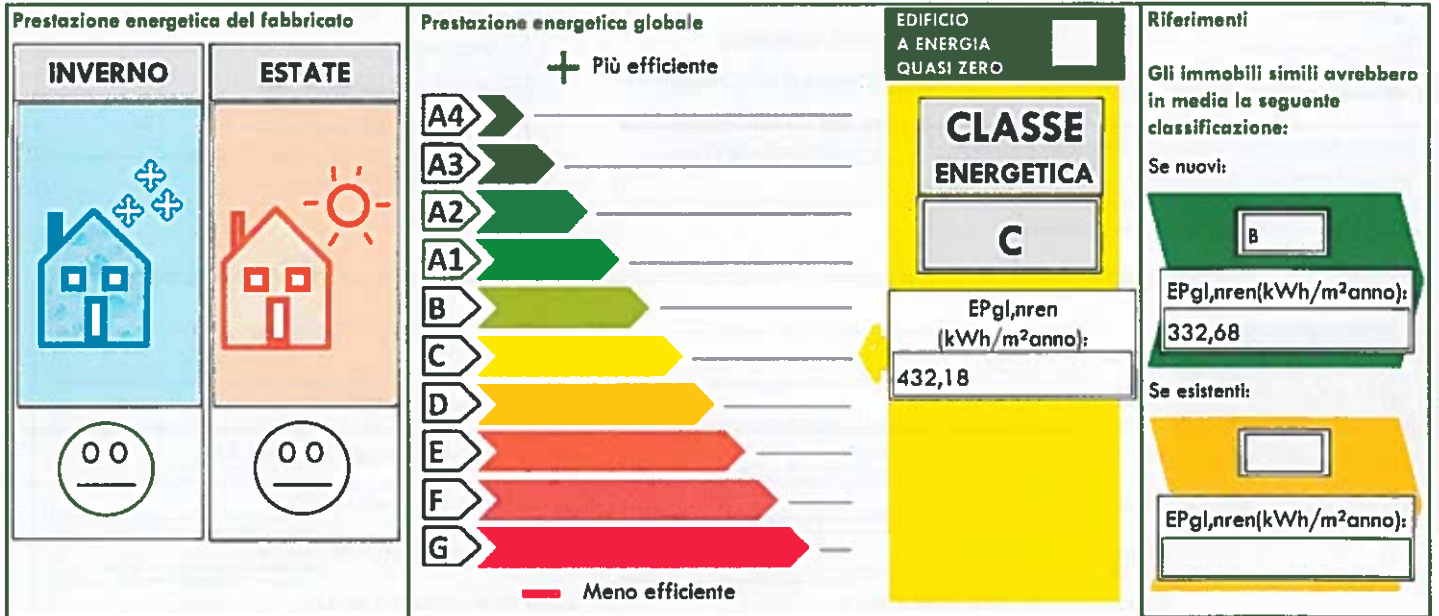 Prestazione energetica del fabbricato
INVERNO
ESTATE
Prestazione energetica globale
Più efficiente
A4
A3
A2
A1
B
C
D
E
F
G
Meno efficiente
EDIFICIO
A ENERGIA
QUASI ZERO
CLASSE
ENERGETICA
C
EPgl,nren
(kWh/m²anno):
432,18
Riferimenti
Gli immobili simili avrebbero
in media la seguente
classificazione:
Se nuovi:
B
EPgl,nren(kWh/m²anno):
332,68
Se esistenti:
EPgl,nren(kWh/m²anno):